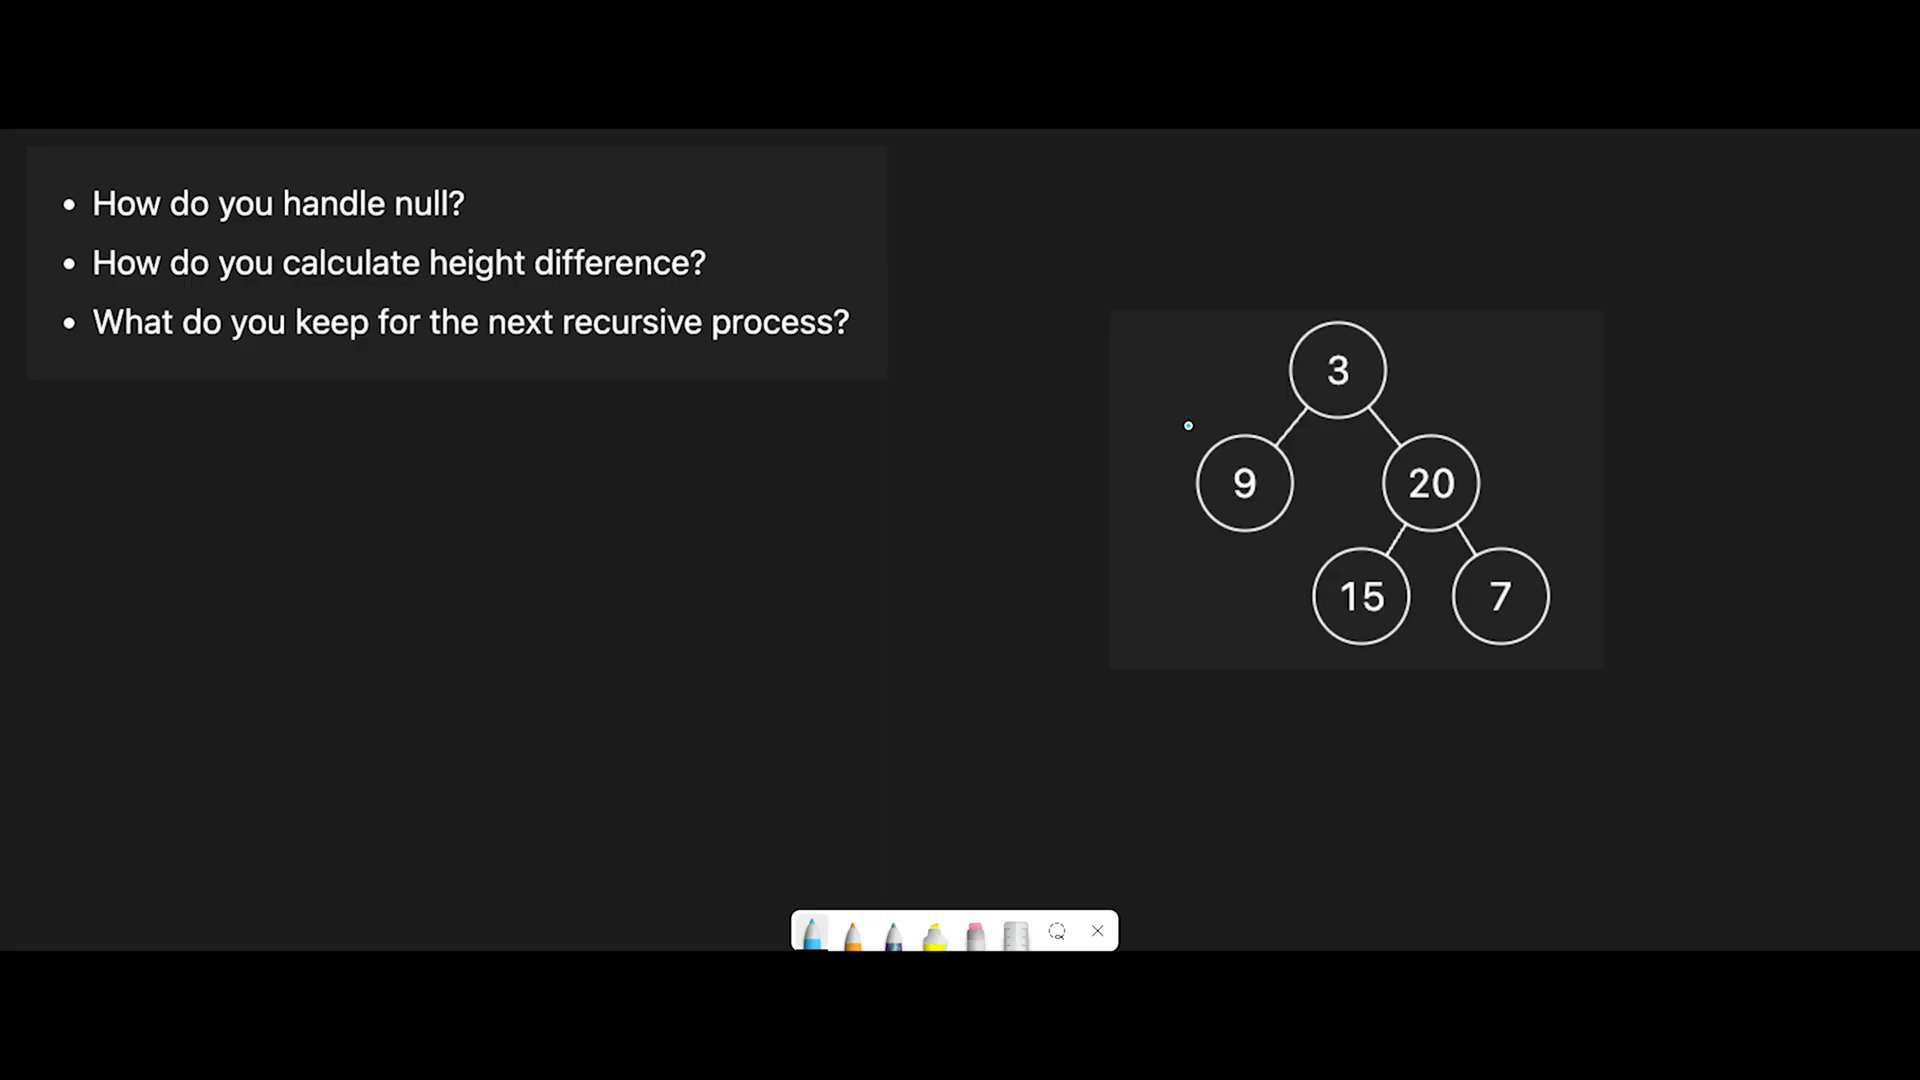 • How do you handle null?
• How do you calculate height difference?
• What do you keep for the next recursive process?
3
9
20
15
7